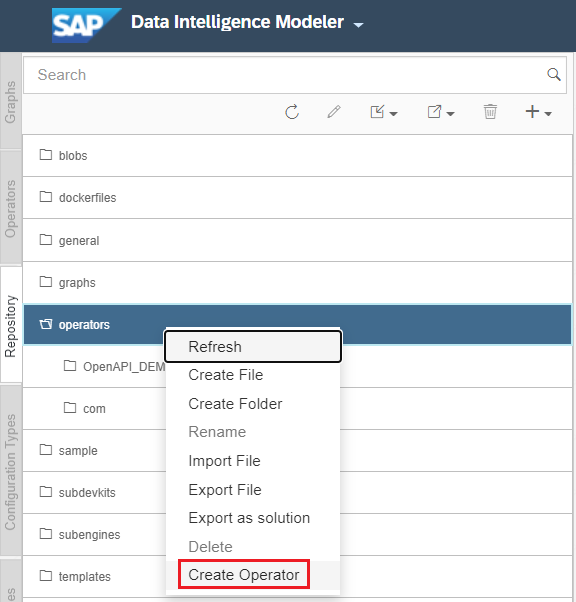 SAP
Data Intelligence Modeler
Search
Graphs
Operators
Repository
Configuration Types
blobs
dockerfiles
general
graphs
operators
OpenAPI_DEM
com
sample
subdevkits
subengines
templates
Refresh
Create File
Create Folder
Rename
Import File
Export File
Export as solution
Delete
Create Operator